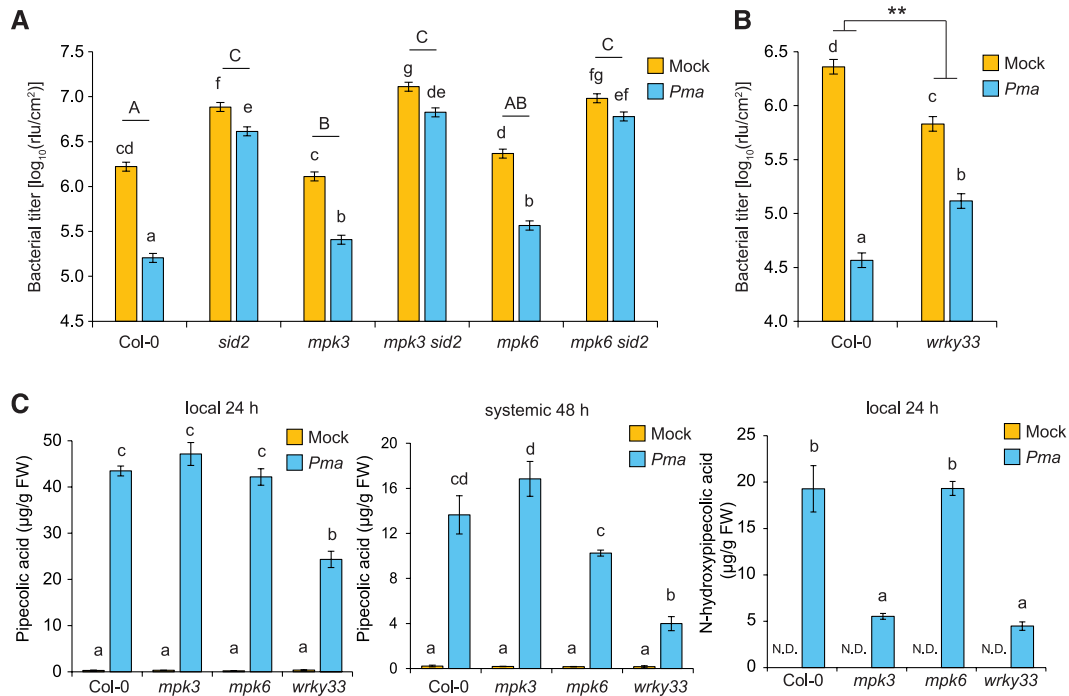 A
Bacterial titer [log10(rlu/cm2)]
7.5
7.0
6.5
6.0
5.5
5.0
4.5
A
C
B
C
AB
C
Mock
Pma
cd
a
f
e
c
b
g
de
d
b
fg
ef
Col-0 sid2 mpk3 mpk3 sid2 mpk6 mpk6 sid2
B
Bacterial titer [log10(rlu/cm2)]
6.5
6.0
5.5
5.0
4.5
4.0
**
Mock
Pma
d
a
c
b
Col-0 wrky33
C
local 24 h
Pipecolic acid (µg/g FW)
50
40
30
20
10
0
Mock
Pma
a
c
a
c
a
c
a
b
Col-0 mpk3 mpk6 wrky33
systemic 48 h
Pipecolic acid (µg/g FW)
20
16
12
8
4
0
Mock
Pma
a
cd
a
d
a
c
a
b
Col-0 mpk3 mpk6 wrky33
local 24 h
N-hydroxypipecolic acid
(µg/g FW)
25
20
15
10
5
0
Mock
Pma
N.D.
b
N.D.
a
N.D.
b
N.D.
a
Col-0 mpk3 mpk6 wrky33